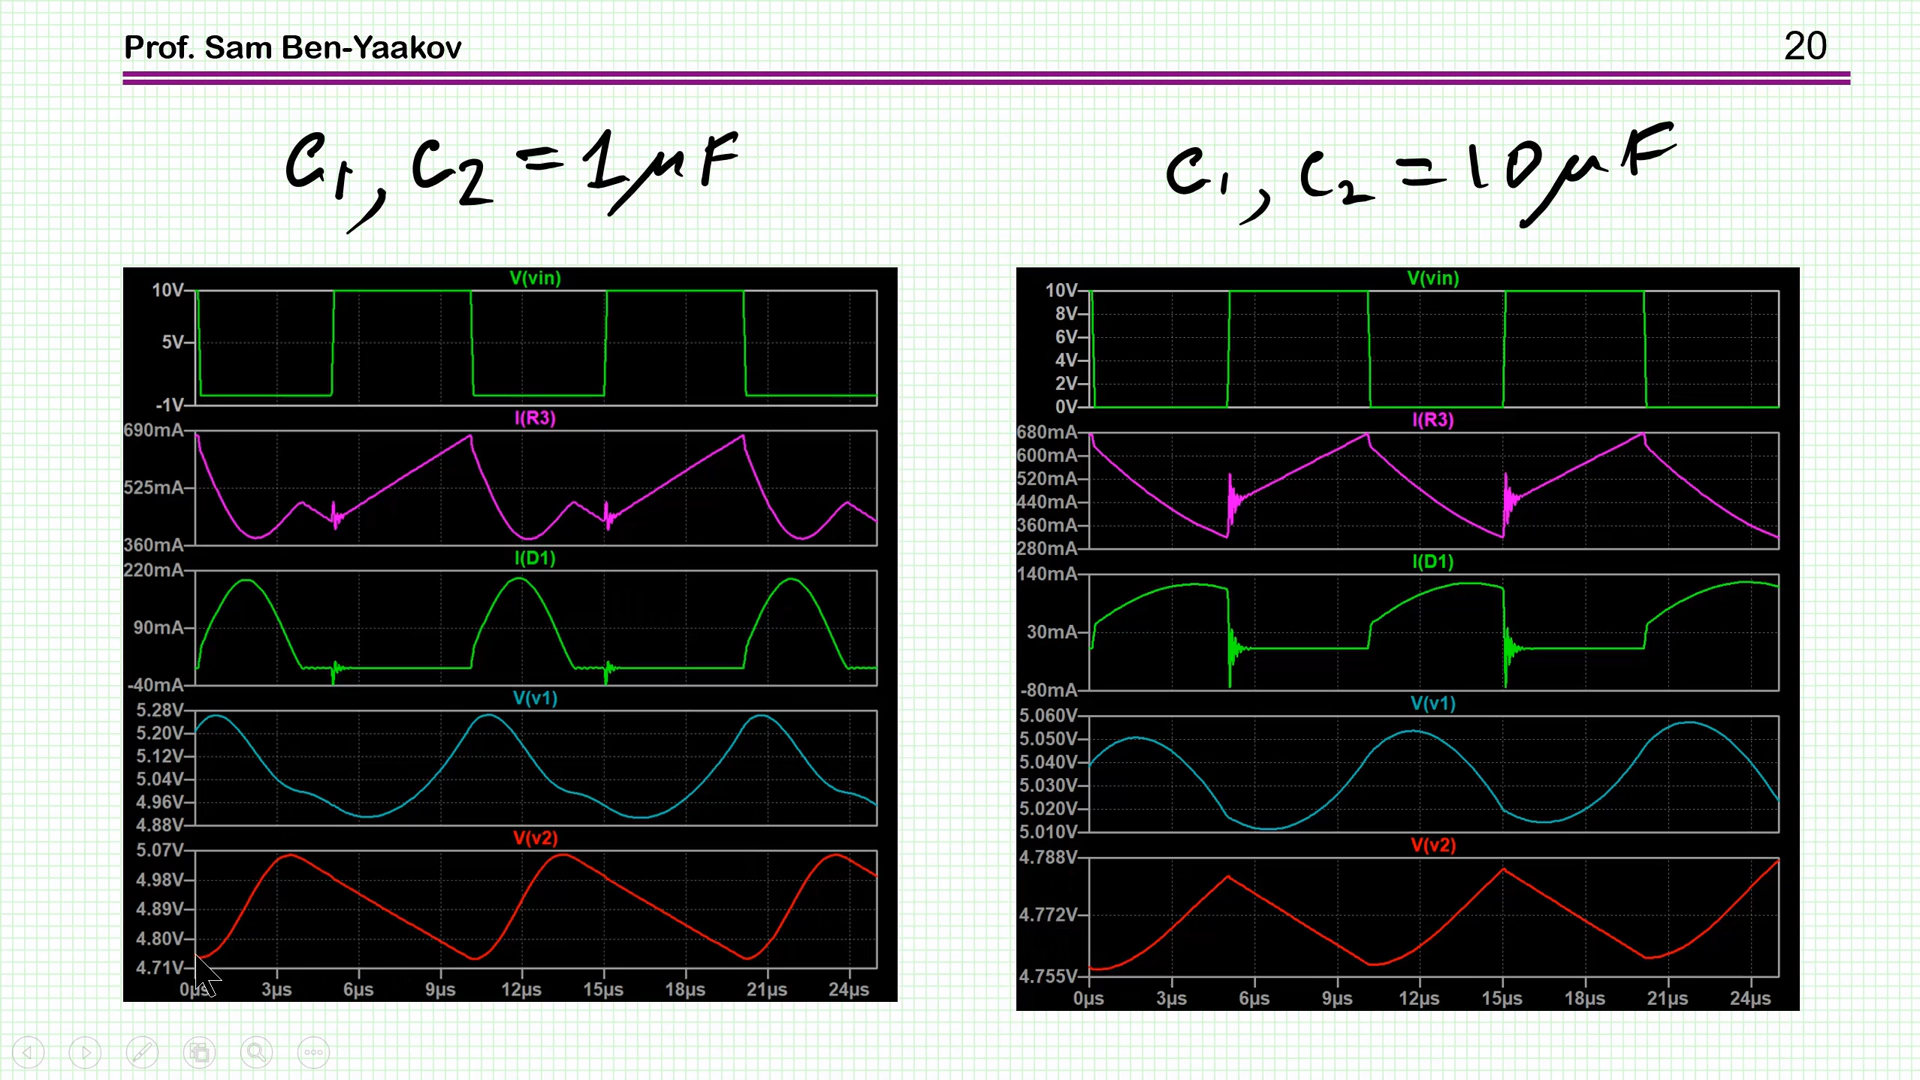 Prof. Sam Ben-Yaakov
20
C1, C2 = 1μF
C1, C2 = 10μF
V(vin)
10V
5V
-1V
I(R3)
690mA
525mA
360mA
I(D1)
220mA
90mA
-40mA
V(v1)
5.28V
5.20V
5.12V
5.04V
4.96V
4.88V
V(v2)
5.07V
4.98V
4.89V
4.80V
4.71V
0μs 3μs 6μs 9μs 12μs 15μs 18μs 21μs 24μs
V(vin)
10V
8V
6V
4V
2V
0V
I(R3)
680mA
600mA
520mA
440mA
360mA
280mA
I(D1)
140mA
30mA
-80mA
V(v1)
5.060V
5.050V
5.040V
5.030V
5.020V
5.010V
V(v2)
4.788V
4.772V
4.755V
0μs 3μs 6μs 9μs 12μs 15μs 18μs 21μs 24μs